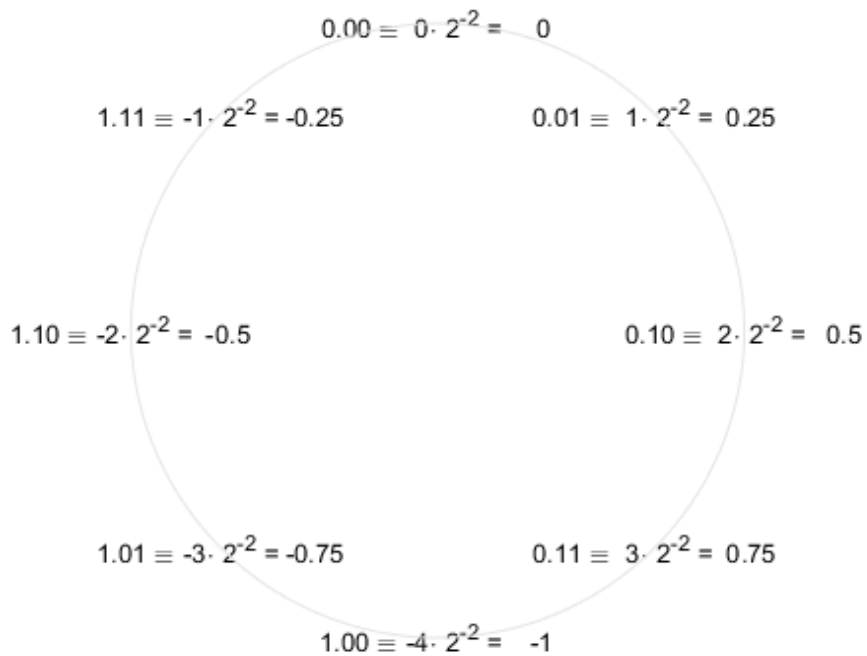 0.00 ≡ 0· 2^-2 = 0
1.11 ≡ -1· 2^-2 = -0.25
0.01 ≡ 1· 2^-2 = 0.25
1.10 ≡ -2· 2^-2 = -0.5
0.10 ≡ 2· 2^-2 = 0.5
1.01 ≡ -3· 2^-2 = -0.75
0.11 ≡ 3· 2^-2 = 0.75
1.00 ≡ -4· 2^-2 = -1